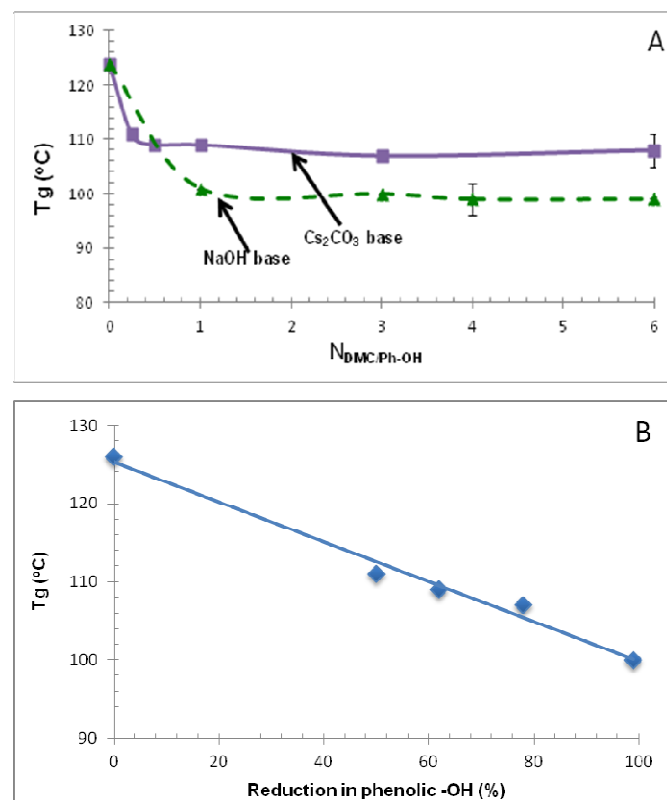 A
130
120
110
100
90
80
Tg (°C)
Cs₂CO₃ base
NaOH base
0 1 2 3 4 5 6
N_DMC/Ph-OH
B
130
120
110
100
90
Tg (°C)
0 20 40 60 80 100
Reduction in phenolic -OH (%)